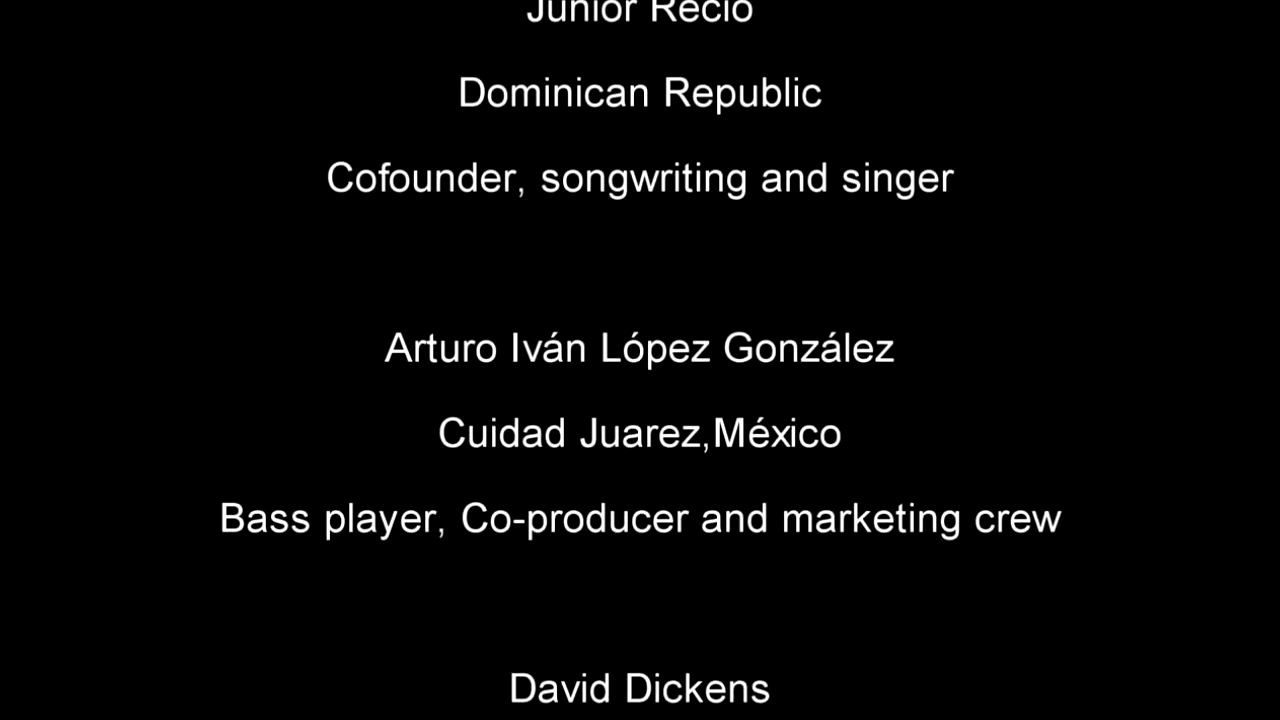 Junior Recio
Dominican Republic
Cofounder, songwriting and singer
Arturo Iván López González
Cuidad Juarez,México
Bass player, Co-producer and marketing crew
David Dickens